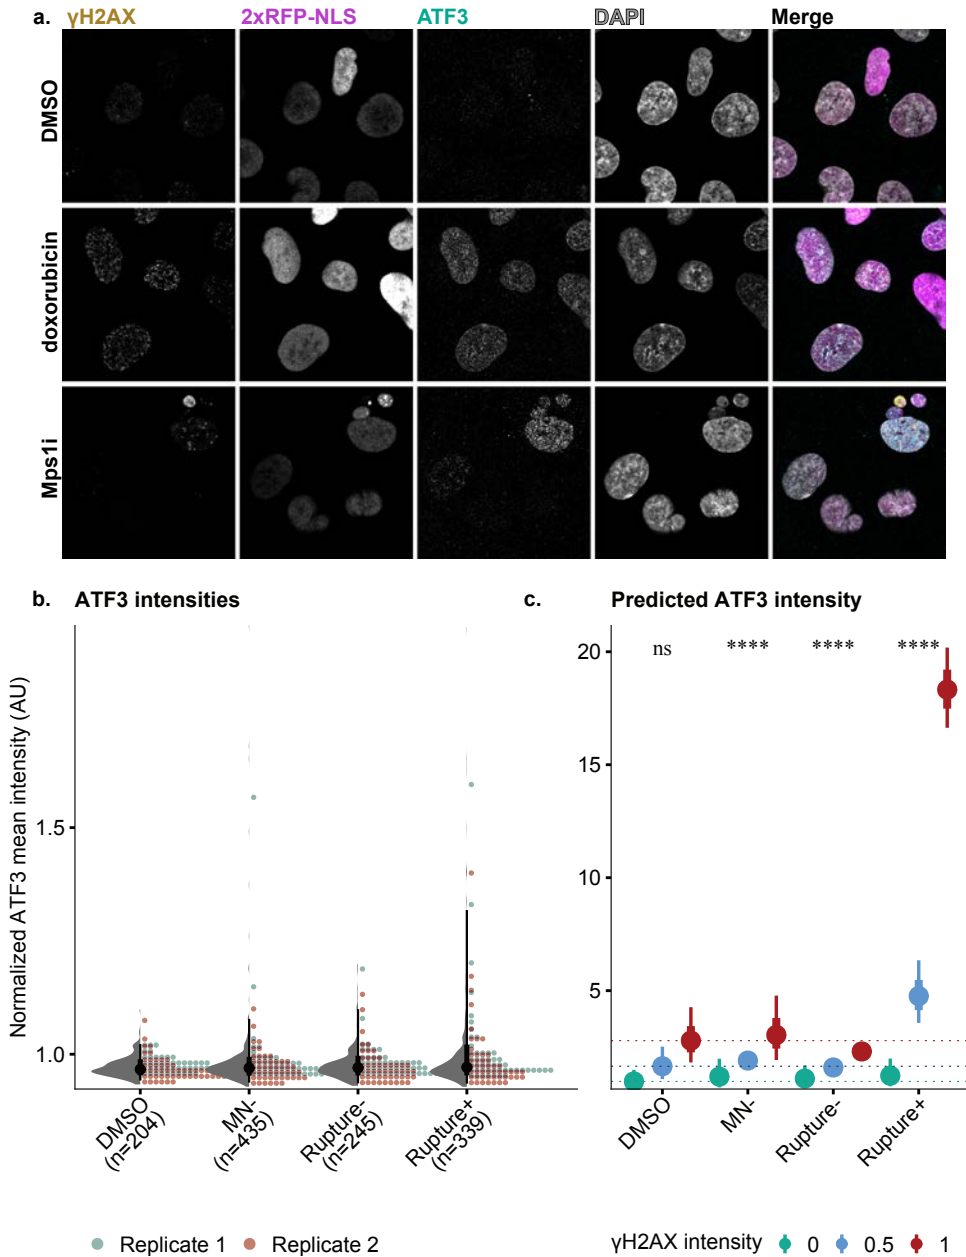 a.
γH2AX 2xRFP-NLS ATF3 DAPI Merge
DMSO
doxorubicin
Mps1i
b. ATF3 intensities
Normalized ATF3 mean intensity (AU)
1.5
1.0
DMSO
(n=204)
MN-
(n=435)
Rupture-
(n=245)
Rupture+
(n=339)
Replicate 1 Replicate 2
c. Predicted ATF3 intensity
ns **** **** ****
20
15
10
5
DMSO
MN-
Rupture-
Rupture+
γH2AX intensity 0 0.5 1